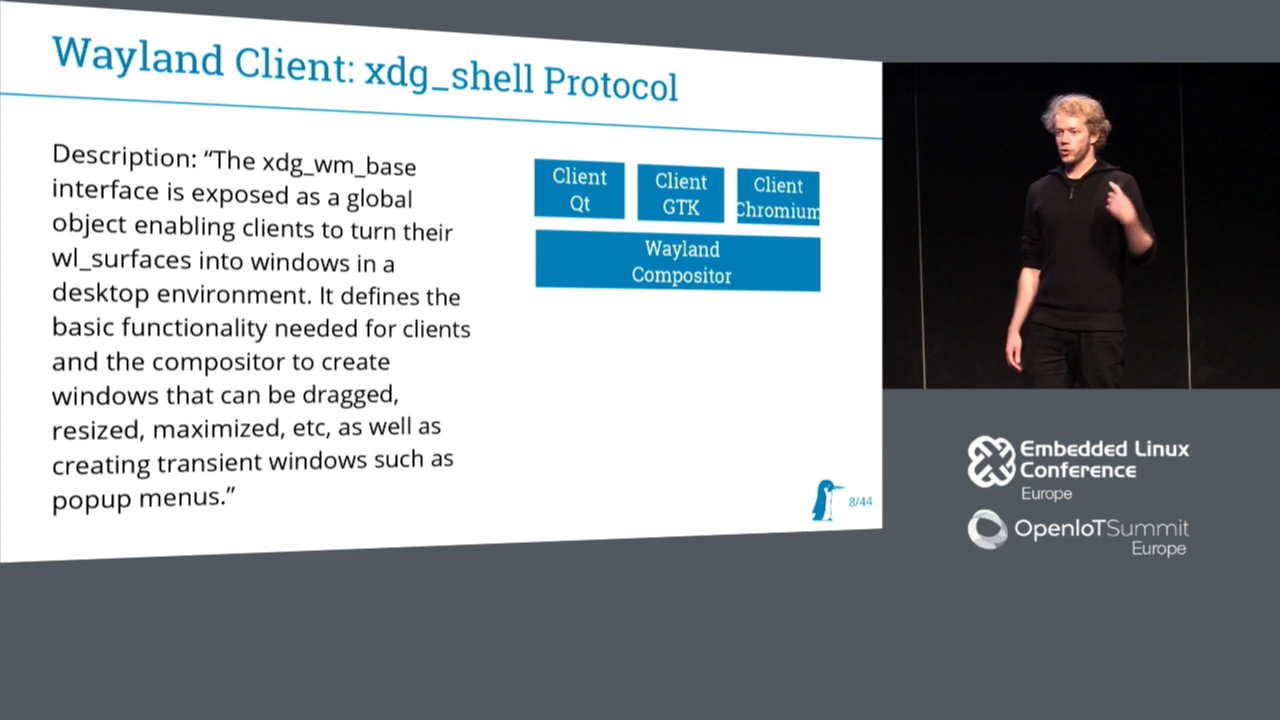 Wayland Client: xdg_shell Protocol
Description: “The xdg_wm_base
interface is exposed as a global
object enabling clients to turn their
wl_surfaces into windows in a
desktop environment. It defines the
basic functionality needed for clients
and the compositor to create
windows that can be dragged,
resized, maximized, etc, as well as
creating transient windows such as
popup menus.”
Client
Qt
Client
GTK
Client
Chromium
Wayland
Compositor
8/44
Embedded Linux
Conference
Europe
OpenIoTSummit
Europe